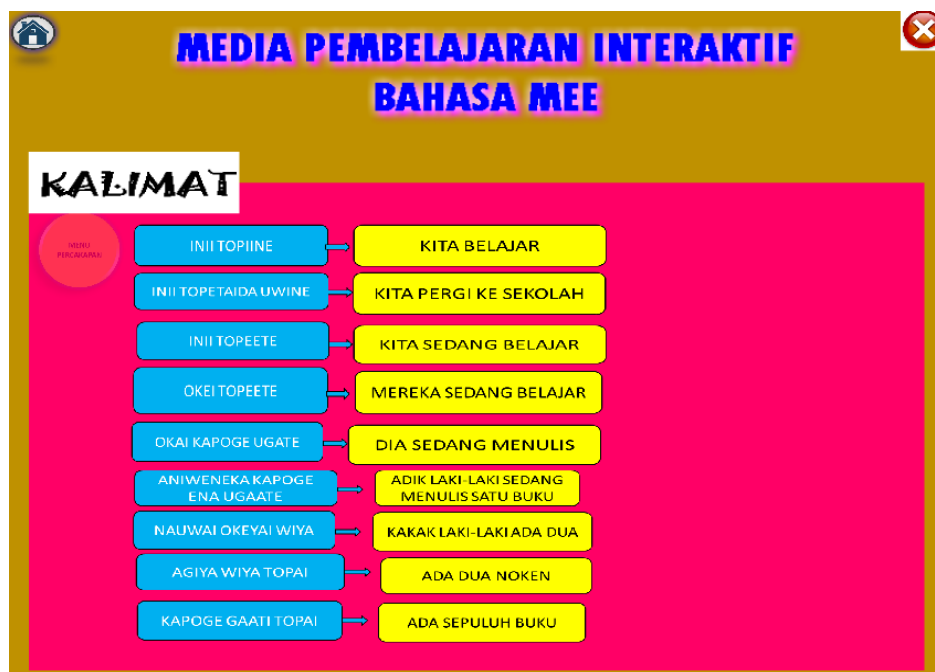 MEDIA PEMBELAJARAN INTERAKTIF
BAHASA MEE
KALIMAT
MENU
PERCAKAPAN
INII TOPIINE
KITA BELAJAR
INII TOPETAIDA UWINE
KITA PERGI KE SEKOLAH
INII TOPEETE
KITA SEDANG BELAJAR
OKEI TOPEETE
MEREKA SEDANG BELAJAR
OKAI KAPOGE UGATE
DIA SEDANG MENULIS
ANIWENEKA KAPOGE
ENA UGAATE
ADIK LAKI-LAKI SEDANG
MENULIS SATU BUKU
NAUWAI OKEYAI WIYA
KAKAK LAKI-LAKI ADA DUA
AGIYA WIYA TOPAI
ADA DUA NOKEN
KAPOGE GAATI TOPAI
ADA SEPULUH BUKU